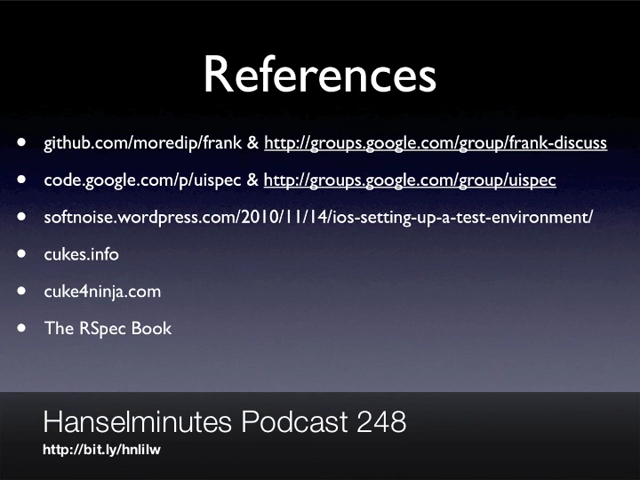 References
• github.com/moredip/frank & http://groups.google.com/group/frank-discuss
• code.google.com/p/uispec & http://groups.google.com/group/uispec
• softnoise.wordpress.com/2010/11/14/ios-setting-up-a-test-environment/
• cukes.info
• cuke4ninja.com
• The RSpec Book
Hanselminutes Podcast 248
http://bit.ly/hnlilw